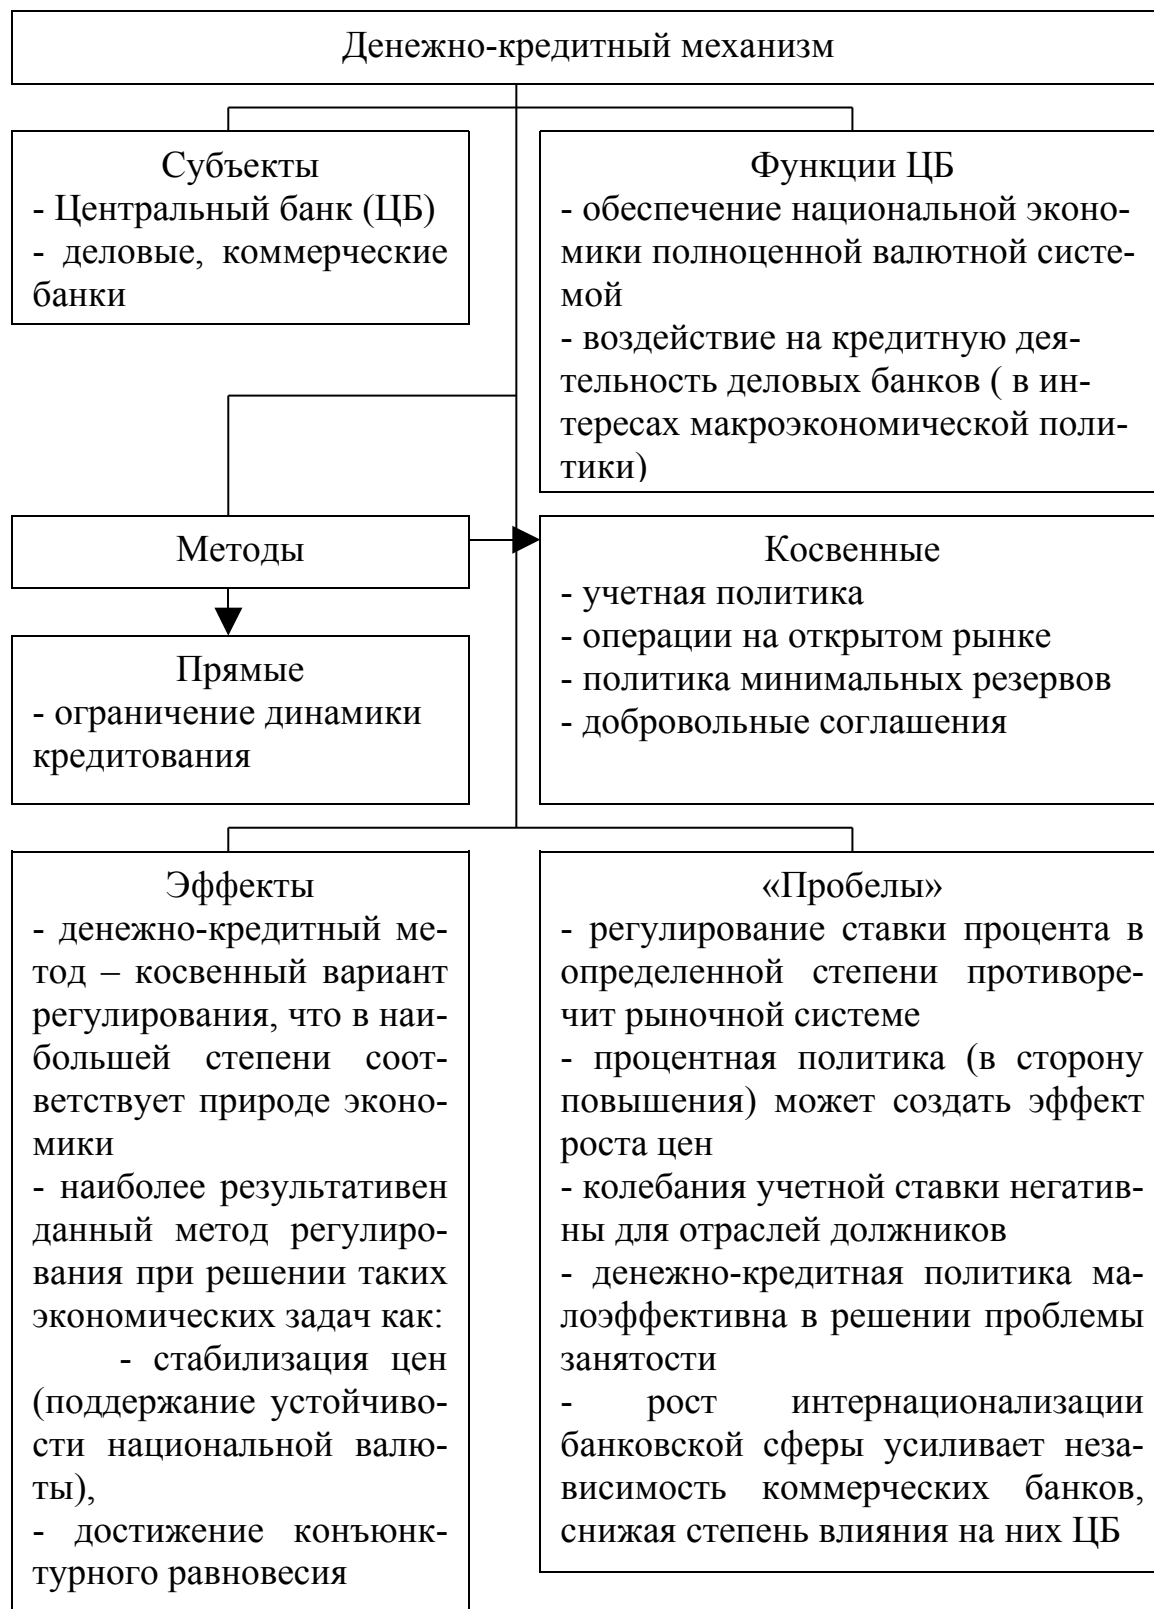 Денежно-кредитный механизм
Субъекты
- Центральный банк (ЦБ)
- деловые, коммерческие
банки
Функции ЦБ
- обеспечение национальной эконо-
мики полноценной валютной систе-
мой
- воздействие на кредитную дея-
тельность деловых банков ( в ин-
тересах макроэкономической поли-
тики)
Методы
Косвенные
- учетная политика
- операции на открытом рынке
- политика минимальных резервов
- добровольные соглашения
Прямые
- ограничение динамики
кредитования
Эффекты
- денежно-кредитный ме-
тод – косвенный вариант
регулирования, что в наи-
большей степени соот-
ветствует природе эконо-
мики
- наиболее результативен
данный метод регулиро-
вания при решении таких
экономических задач как:
- стабилизация цен
(поддержание устойчиво-
сти национальной валю-
ты),
- достижение конъюнк-
турного равновесия
«Пробелы»
- регулирование ставки процента в
определенной степени противоре-
чит рыночной системе
- процентная политика (в сторону
повышения) может создать эффект
роста цен
- колебания учетной ставки негатив-
ны для отраслей должников
- денежно-кредитная политика ма-
лоэффективна в решении проблемы
занятости
- рост интернационализации
банковской сферы усиливает неза-
висимость коммерческих банков,
снижая степень влияния на них ЦБ